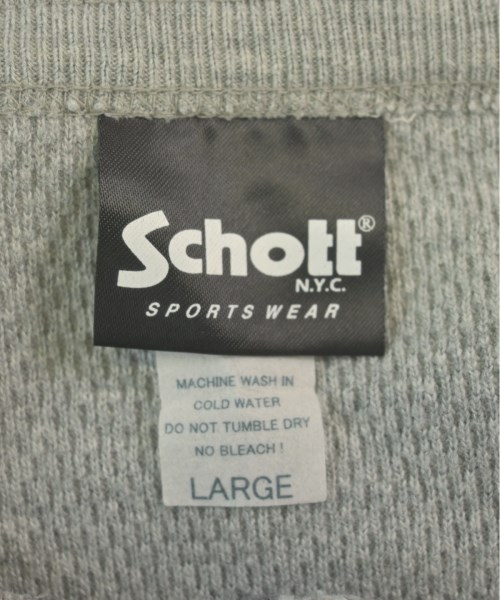 Schott®
N.Y.C.
SPORTS WEAR
MACHINE WASH IN
COLD WATER
DO NOT TUMBLE DRY
NO BLEACH!
LARGE